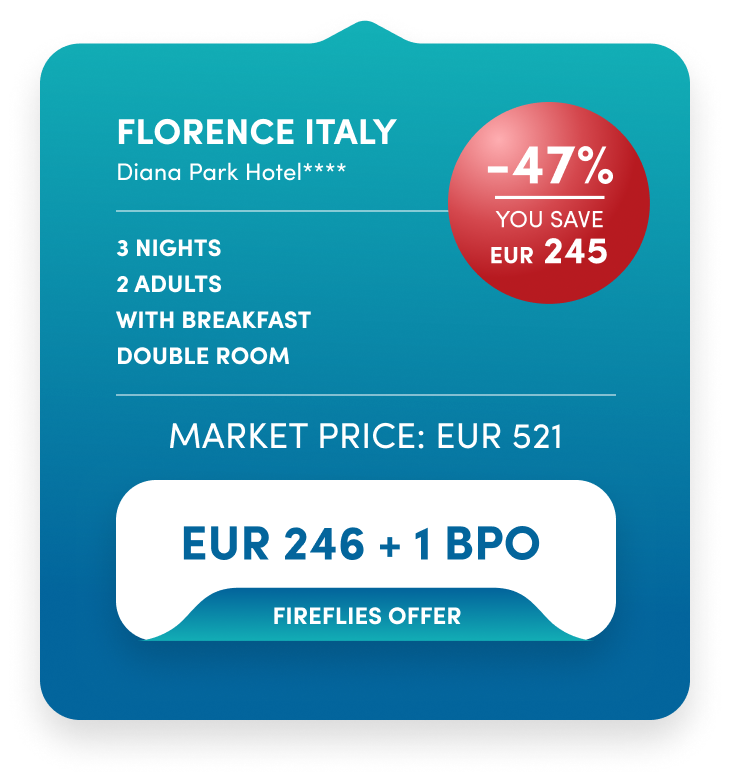 FLORENCE ITALY
Diana Park Hotel****
-47%
YOU SAVE
EUR 245
3 NIGHTS
2 ADULTS
WITH BREAKFAST
DOUBLE ROOM
MARKET PRICE: EUR 521
EUR 246 + 1 BPO
FIREFLIES OFFER